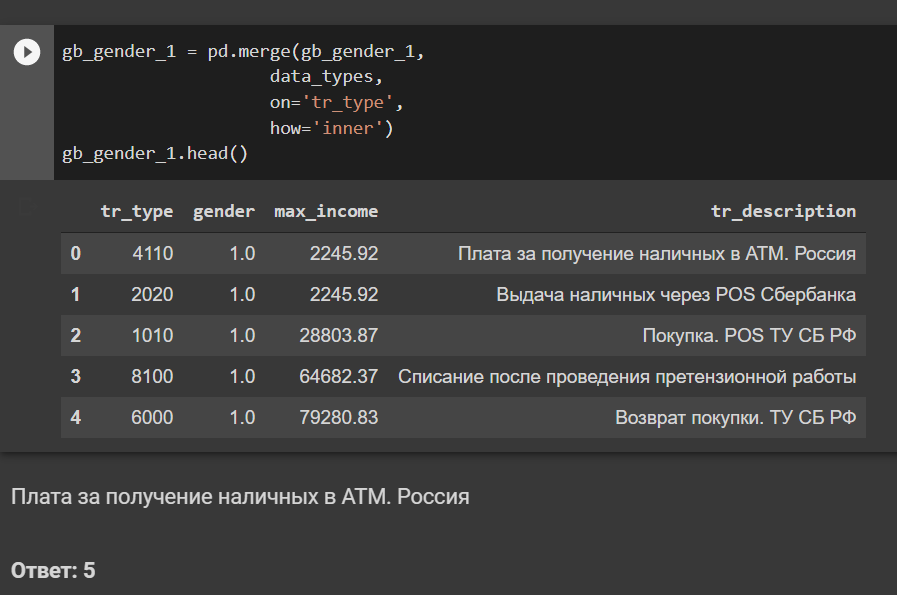 gb_gender_1 = pd.merge(gb_gender_1,
data_types,
on='tr_type',
how='inner')
gb_gender_1.head()
tr_type gender max_income tr_description
0 4110 1.0 2245.92 Плата за получение наличных в АТМ. Россия
1 2020 1.0 2245.92 Выдача наличных через POS Сбербанка
2 1010 1.0 28803.87 Покупка. POS ТУ СБ РФ
3 8100 1.0 64682.37 Списание после проведения претензионной работы
4 6000 1.0 79280.83 Возврат покупки. ТУ СБ РФ
Плата за получение наличных в АТМ. Россия
Ответ: 5